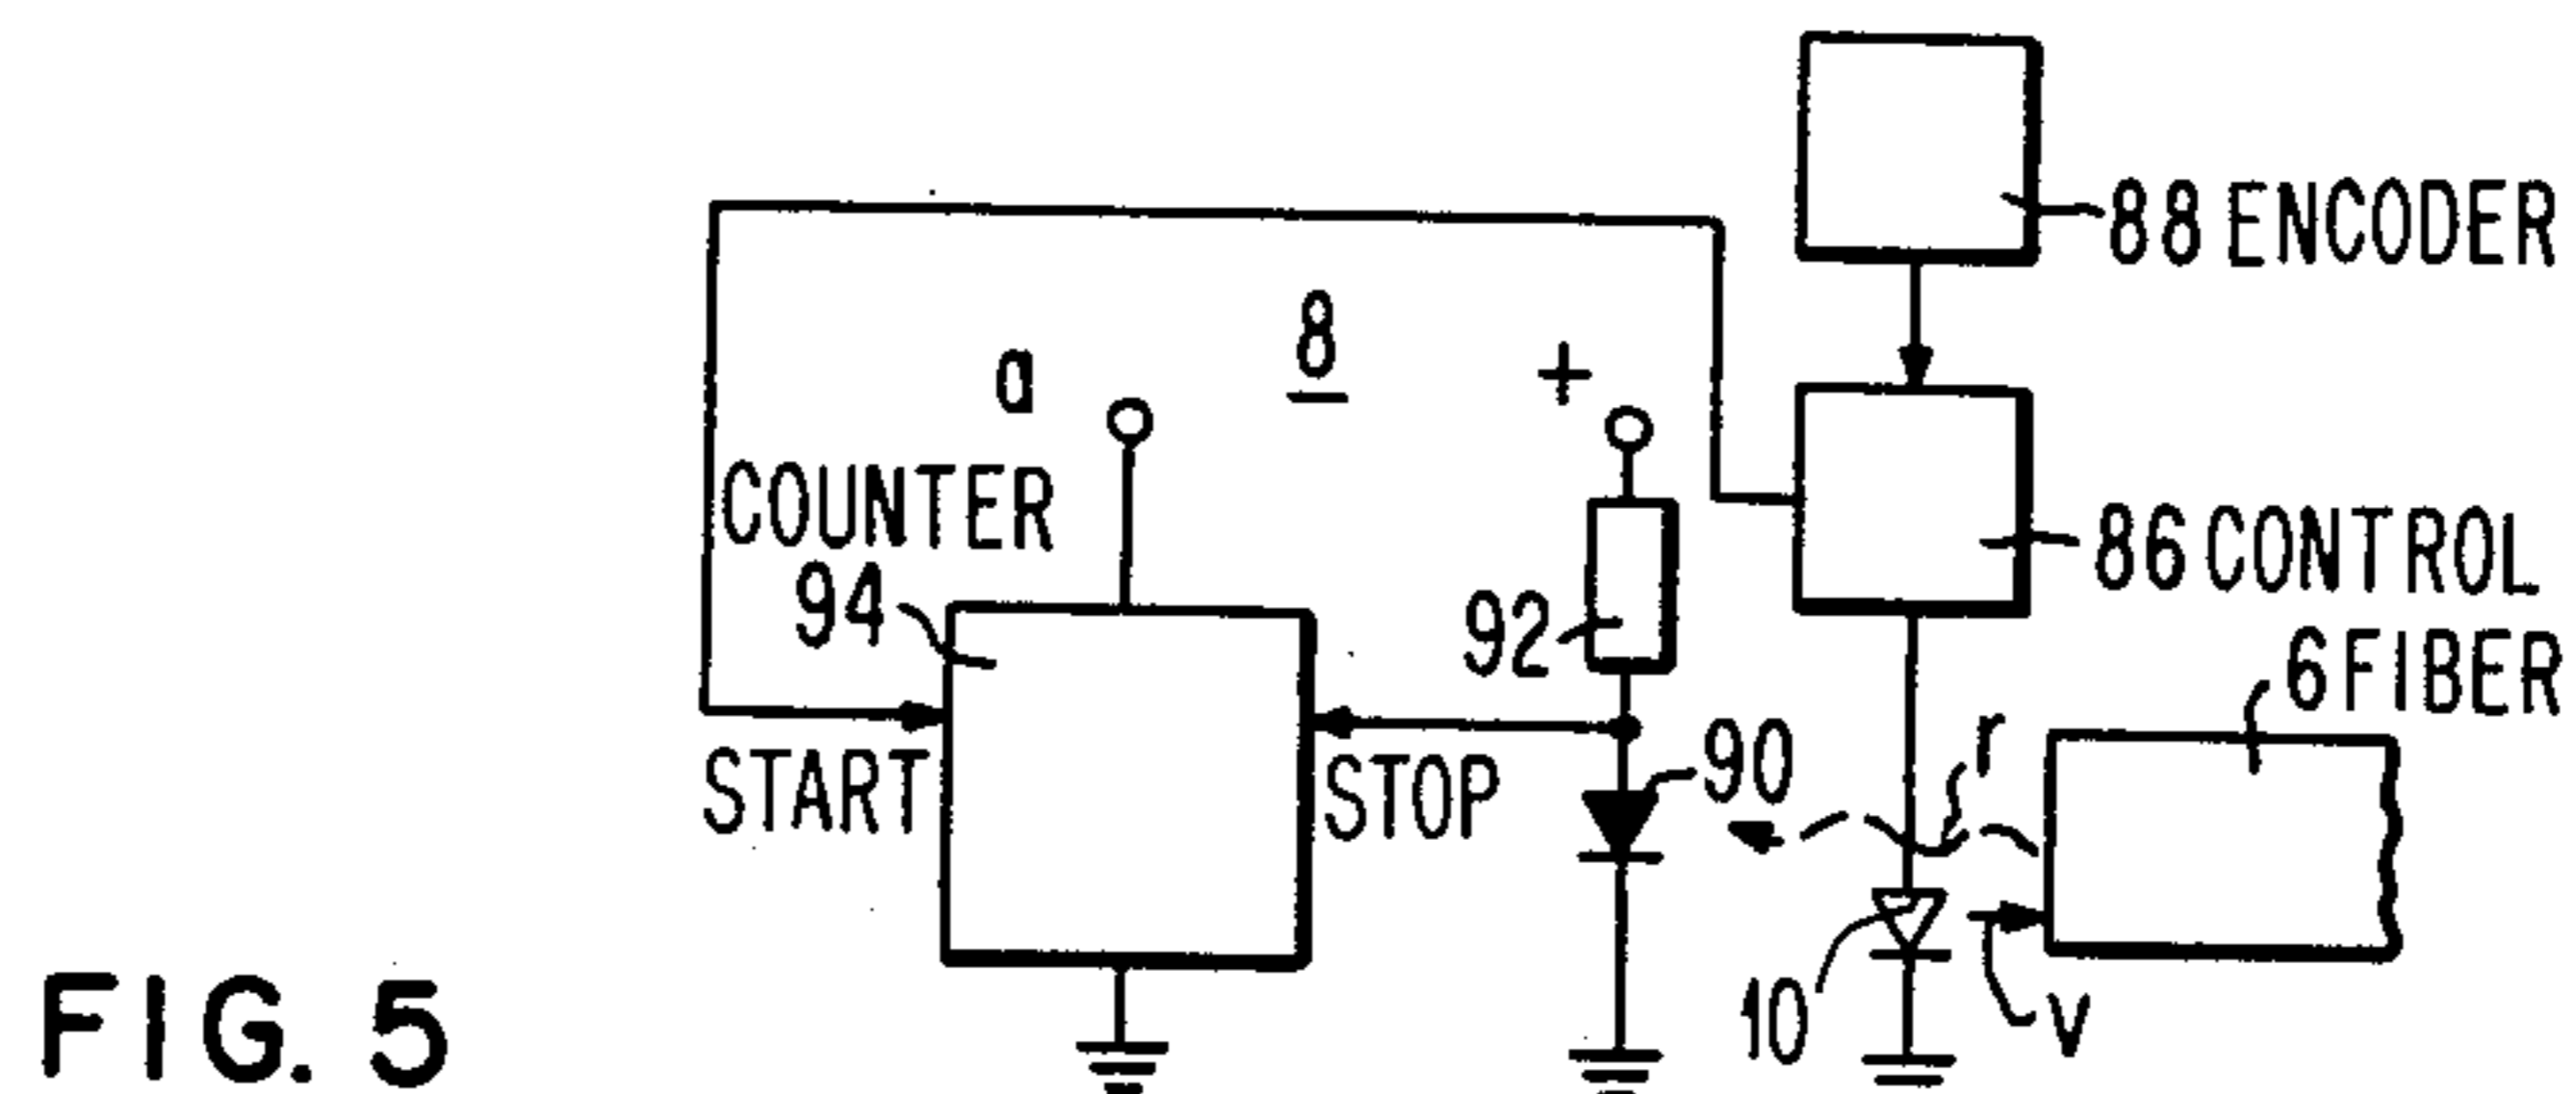 88 ENCODER
8
a
+
COUNTER
94
86 CONTROL
92
6 FIBER
r
START
STOP
90
10
v
FIG. 5